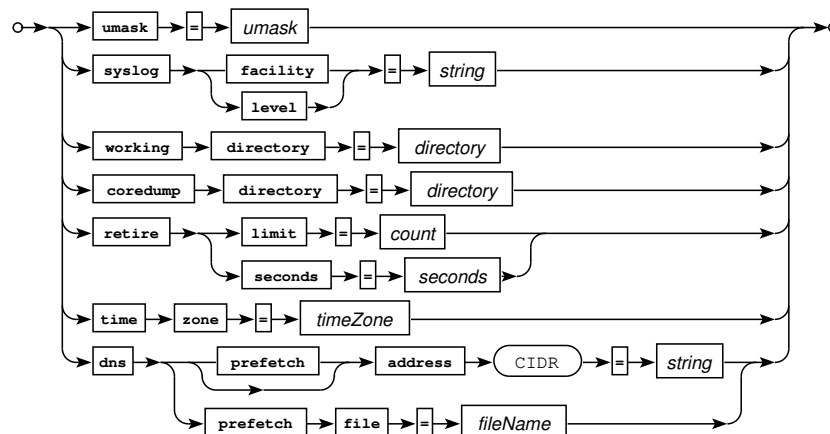 umask = umask
syslog facility = string
level
working directory = directory
coredump directory = directory
retire limit = count
seconds = seconds
time zone = timeZone
dns prefetch address CIDR = string
prefetch file = fileName